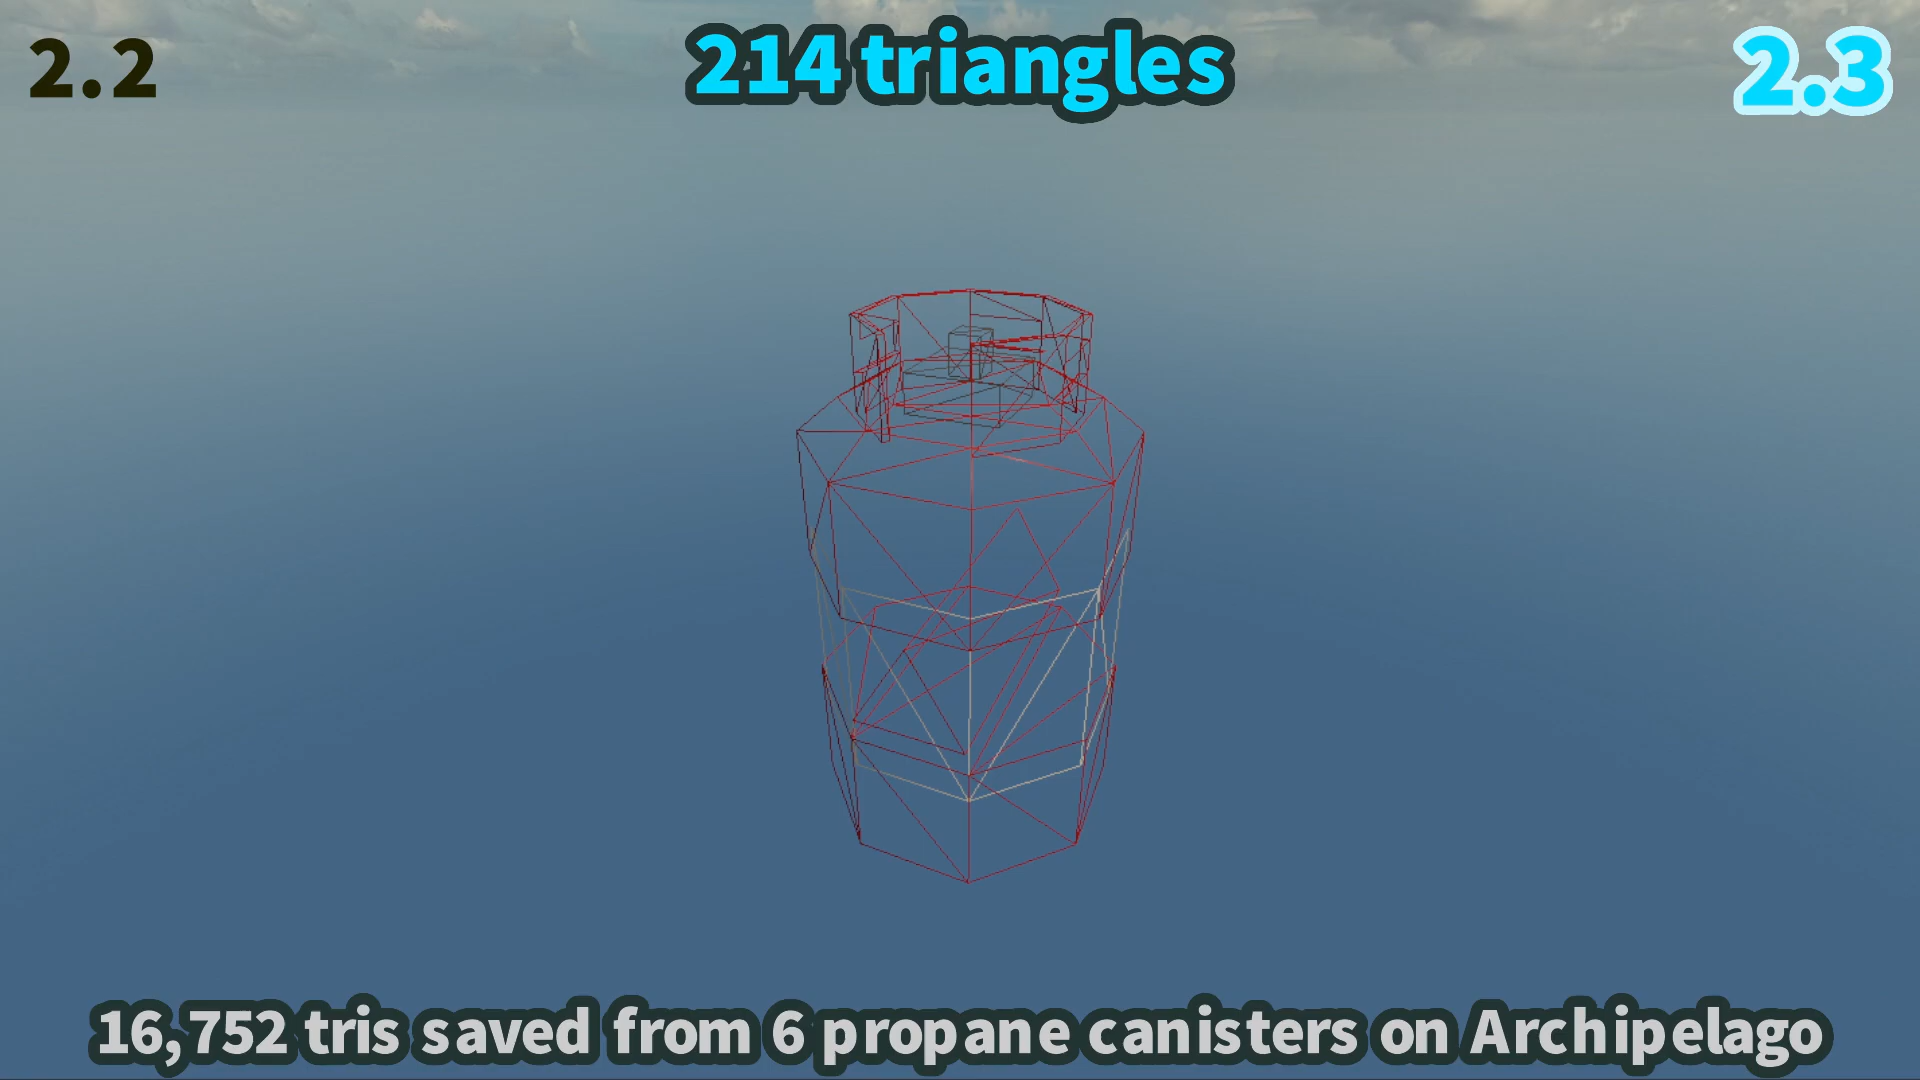 2.2
214 triangles
2.3
16,752 tris saved from 6 propane canisters on Archipelago